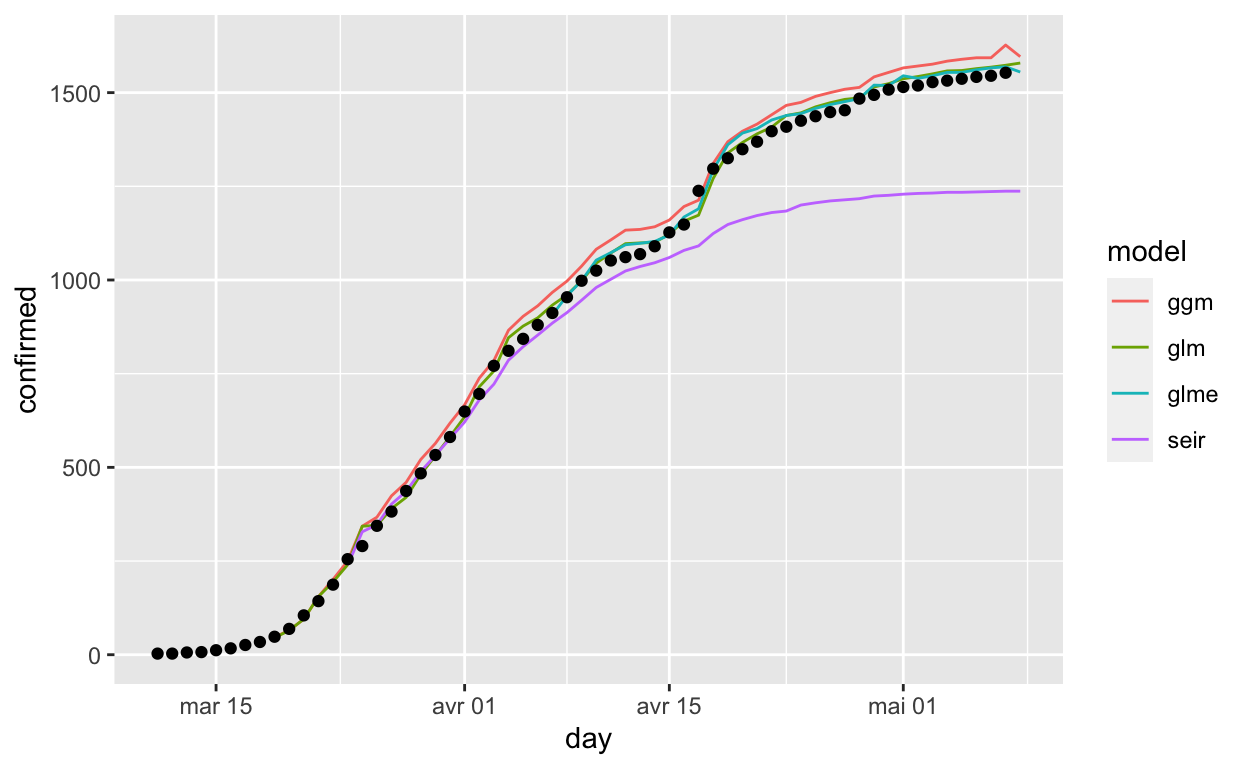 confirmed
1500
1000
500
0
mar 15
avr 01
avr 15
mai 01
day
model
ggm
glm
glme
seir